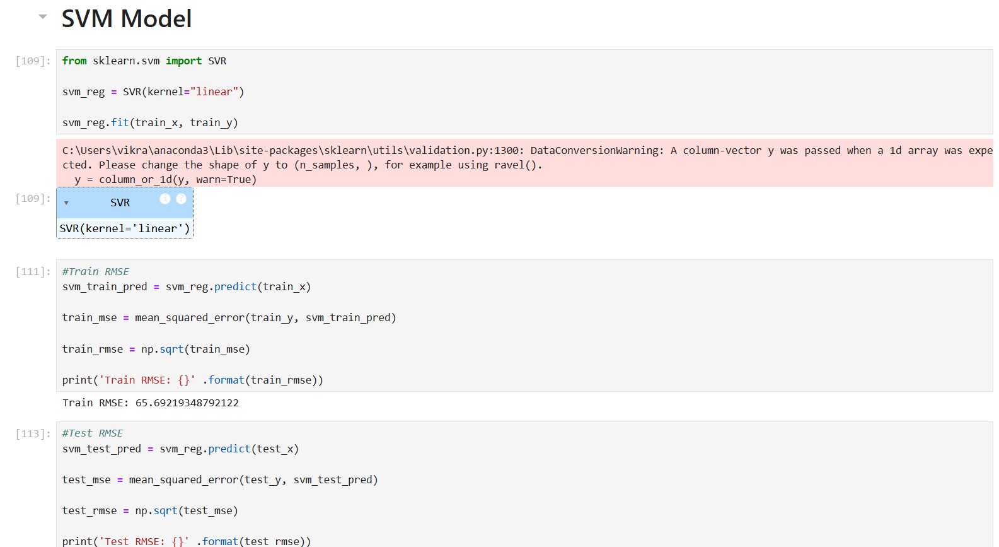 SVM Model
[109]:
from sklearn.svm import SVR
svm_reg = SVR(kernel="linear")
svm_reg.fit(train_x, train_y)
C:\Users\vikra\anaconda3\Lib\site-packages\sklearn\utils\validation.py:1300: DataConversionWarning: A column-vector y was passed when a 1d array was expe
cted. Please change the shape of y to (n_samples, ), for example using ravel().
  y = column_or_1d(y, warn=True)
[109]:
SVR
i ?
SVR(kernel='linear')
[111]:
#Train RMSE
svm_train_pred = svm_reg.predict(train_x)
train_mse = mean_squared_error(train_y, svm_train_pred)
train_rmse = np.sqrt(train_mse)
print('Train RMSE: {}' .format(train_rmse))
Train RMSE: 65.69219348792122
[113]:
#Test RMSE
svm_test_pred = svm_reg.predict(test_x)
test_mse = mean_squared_error(test_y, svm_test_pred)
test_rmse = np.sqrt(test_mse)
print('Test RMSE: {}' .format(test_rmse))